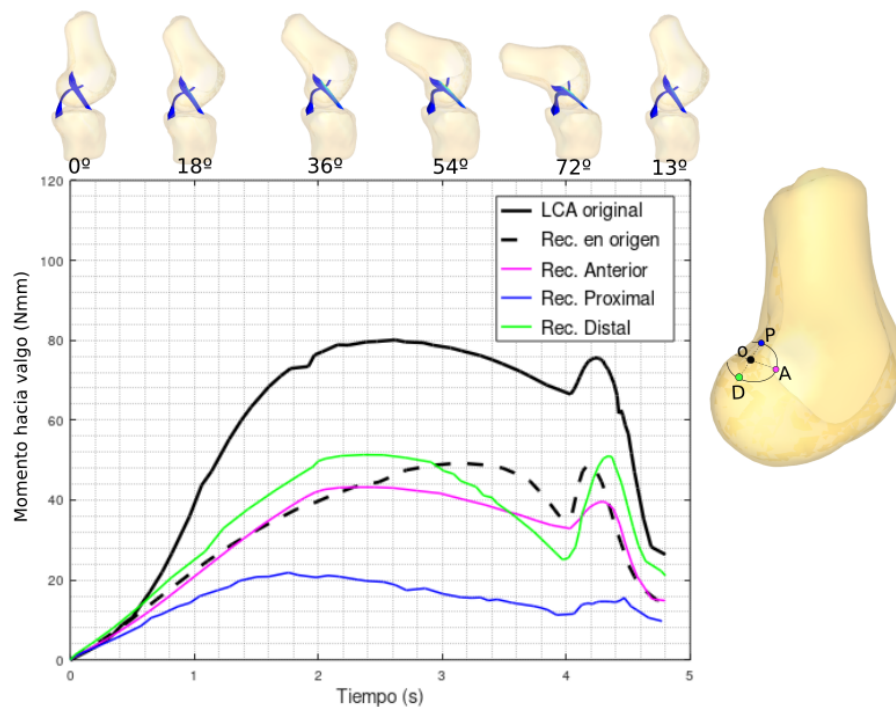 0º 18º 36º 54º 72º 13º
120
100
80
60
40
20
0
Momento hacia valgo (Nmm)
LCA original
Rec. en origen
Rec. Anterior
Rec. Proximal
Rec. Distal
0 1 2 3 4 5
Tiempo (s)
P
O
A
D